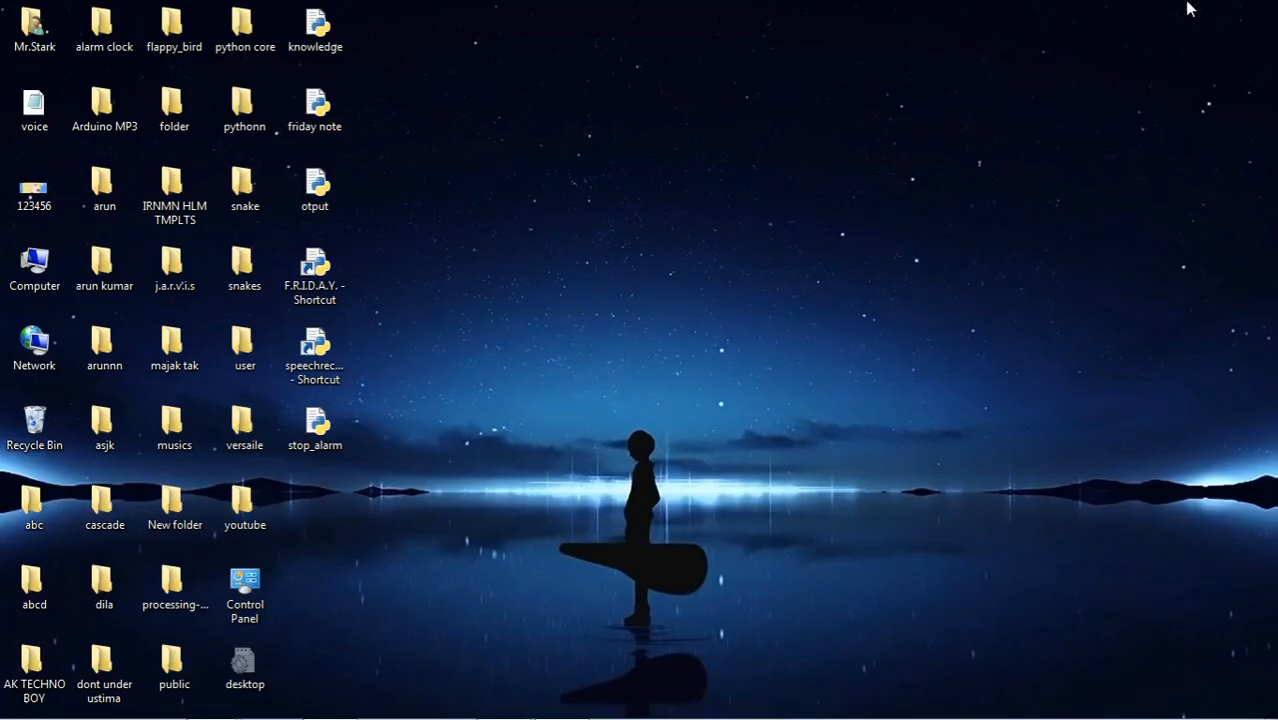 Mr.Stark
alarm clock
flappy_bird
python core
knowledge
voice
Arduino MP3
folder
pythonn
friday note
123456
arun
IRNMN HLM
TMPLTS
snake
otput
Computer
arun kumar
j.a.r.v.i.s
snakes
F.R.I.D.A.Y. -
Shortcut
Network
arunnn
majak tak
user
speechrec...
- Shortcut
Recycle Bin
asjk
musics
versaile
stop_alarm
abc
cascade
New folder
youtube
abcd
dila
processing-...
Control
Panel
AK TECHNO
BOY
dont under
ustima
public
desktop